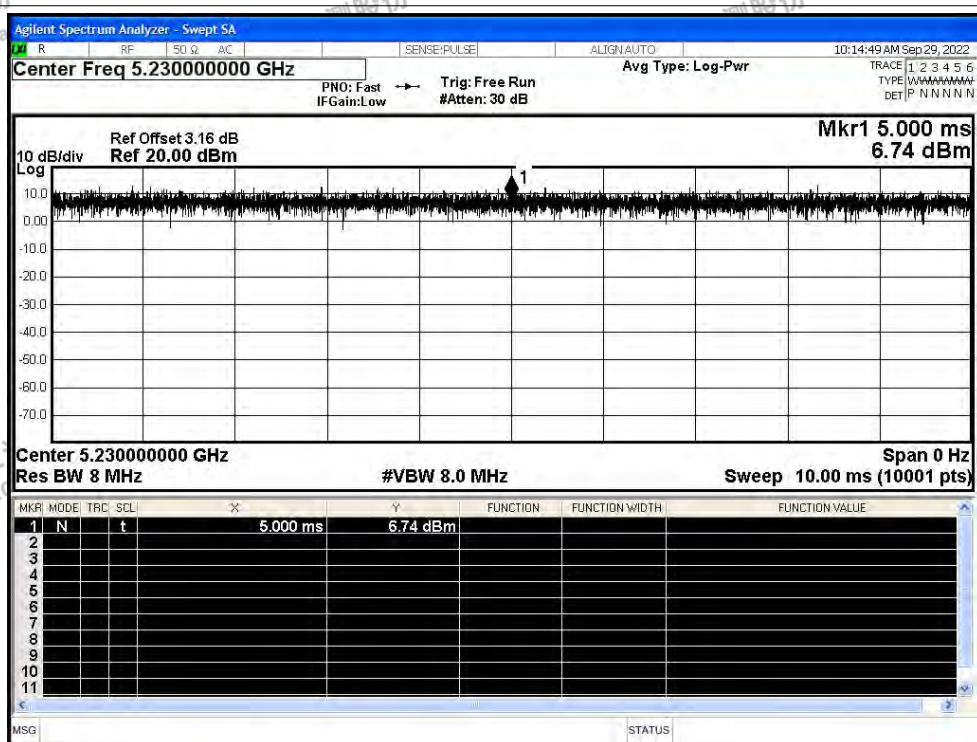 Agilent Spectrum Analyzer - Swept SA
R RF 50 Ω AC SENSE:PULSE ALIGNAUTO 10:14:49 AM Sep 29, 2022
Center Freq 5.230000000 GHz Avg Type: Log-Pwr TRACE 1 2 3 4 5 6
PNO: Fast Trig: Free Run TYPE WWWWWW
IFGain:Low #Atten: 30 dB DET P N N N N N
Mkr1 5.000 ms
Ref Offset 3.16 dB
10 dB/div Ref 20.00 dBm 6.74 dBm
Log
1
10.0
0.00
-10.0
-20.0
-30.0
-40.0
-50.0
-60.0
-70.0
Center 5.230000000 GHz Span 0 Hz
Res BW 8 MHz #VBW 8.0 MHz Sweep 10.00 ms (10001 pts)
MKR MODE TRC SCL X Y FUNCTION FUNCTION WIDTH FUNCTION VALUE
1 N t 5.000 ms 6.74 dBm
2
3
4
5
6
7
8
9
10
11
MSG STATUS